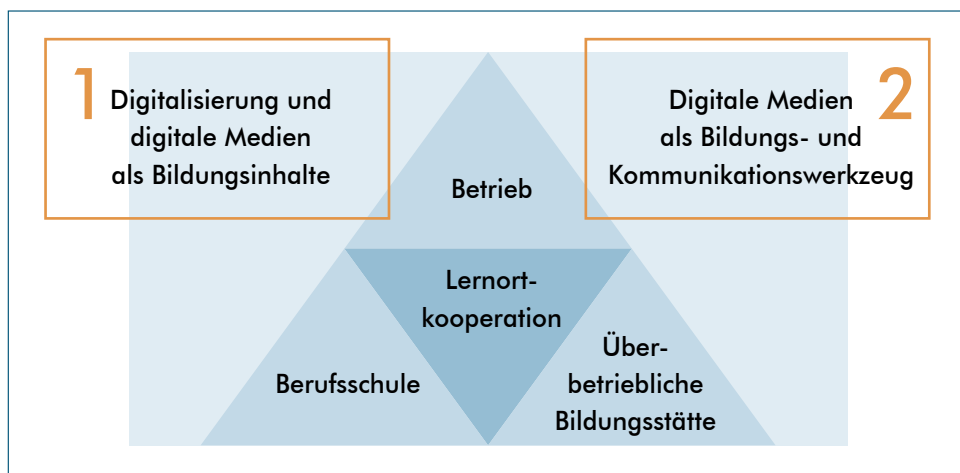 1
Digitalisierung und
digitale Medien
als Bildungsinhalte
2
Digitale Medien
als Bildungs- und
Kommunikationswerkzeug
Betrieb
Lernort-
kooperation
Berufsschule
Über-
betriebliche
Bildungsstätte